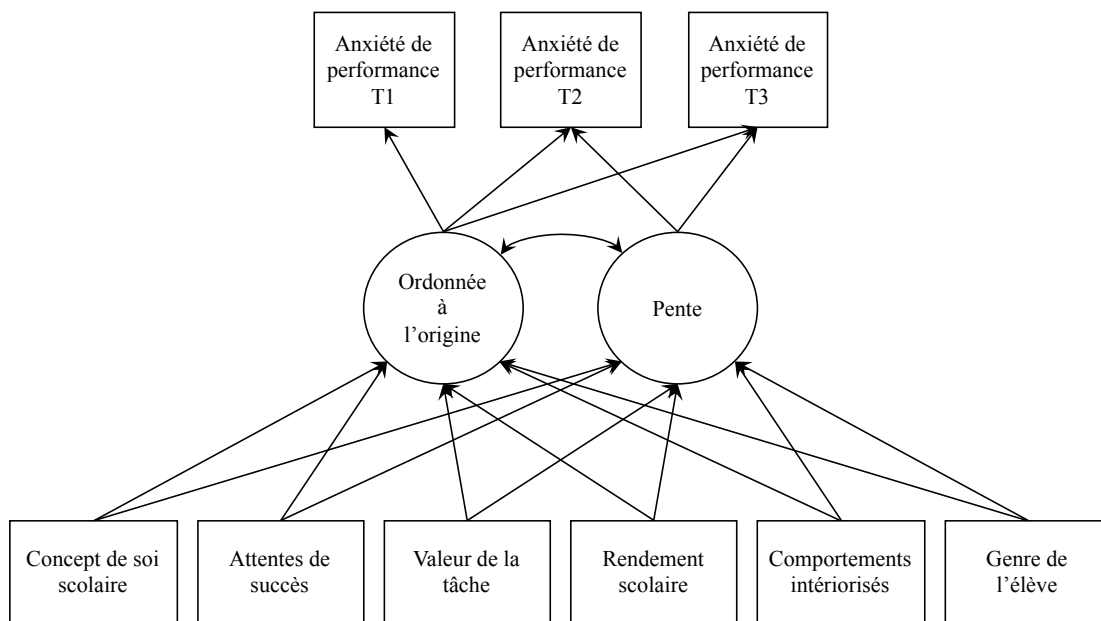 Anxiété de
performance
T1
Anxiété de
performance
T2
Anxiété de
performance
T3
Ordonnée
à
l’origine
Pente
Concept de soi
scolaire
Attentes de
succès
Valeur de la
tâche
Rendement
scolaire
Comportements
intériorisés
Genre de
l’élève